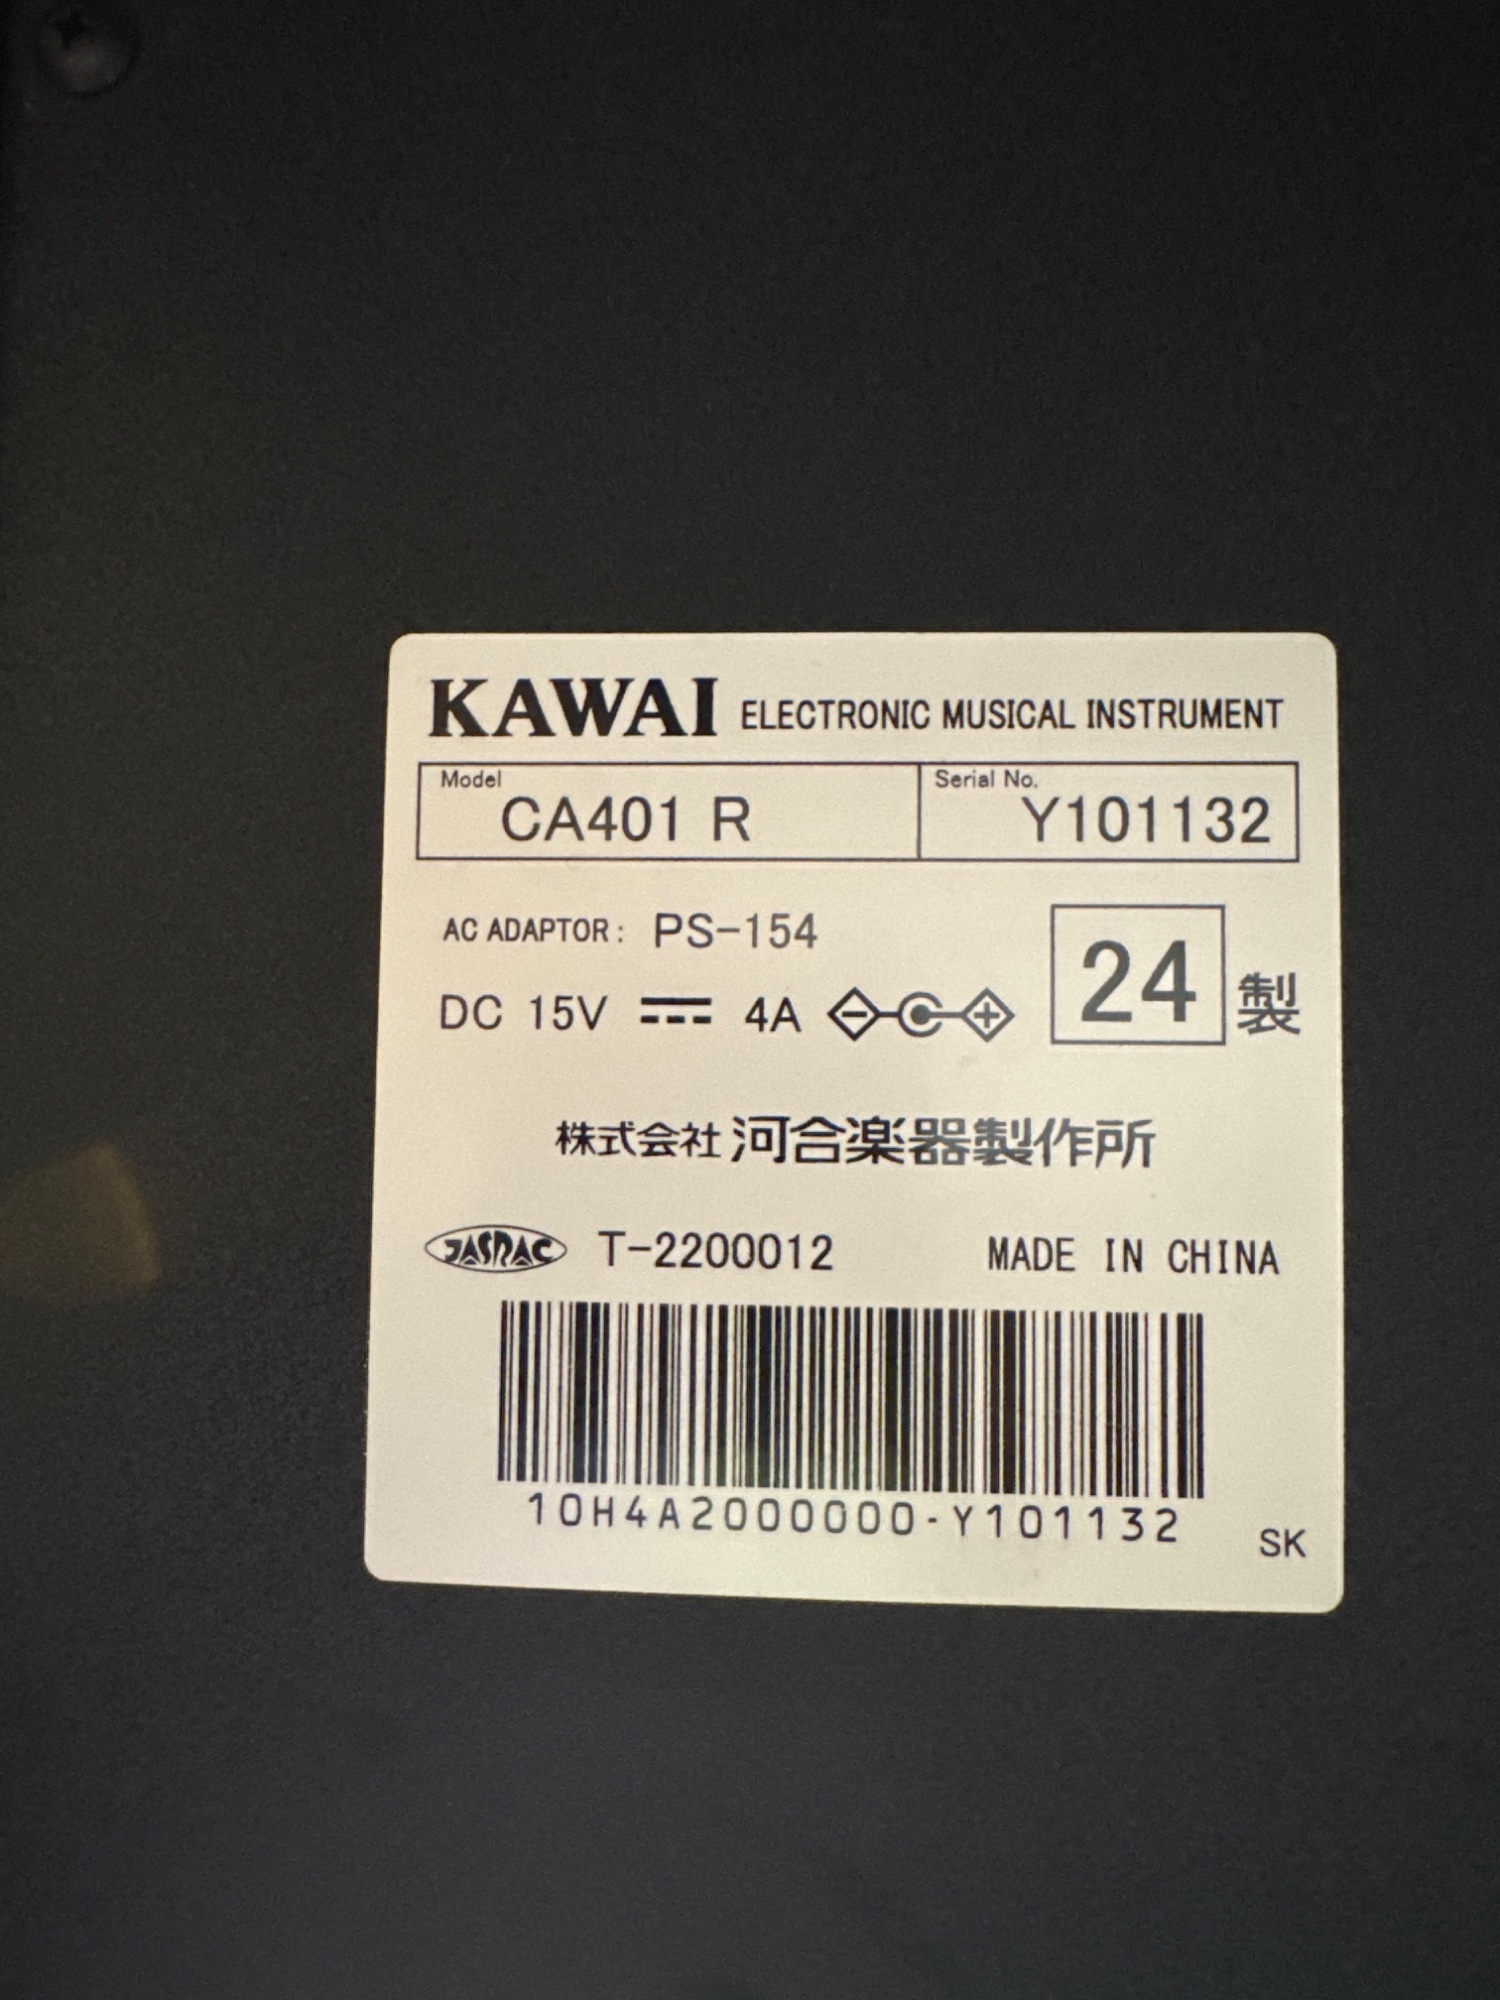 KAWAI ELECTRONIC MUSICAL INSTRUMENT
Model CA401 R Serial No. Y101132
AC ADAPTOR: PS-154
DC 15V 4A 24 製
株式会社 河合楽器製作所
JASRAC T-2200012 MADE IN CHINA
10H4A2000000-Y101132
SK